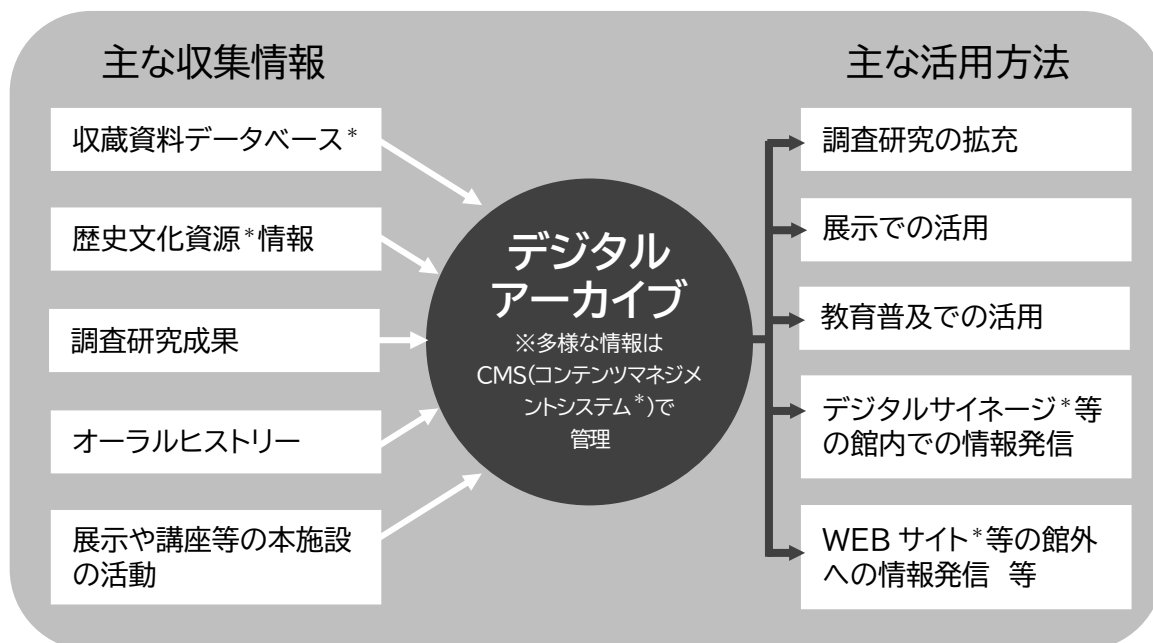 主な収集情報
収蔵資料データベース*
歴史文化資源*情報
調査研究成果
オーラルヒストリー
展示や講座等の本施設
の活動
デジタル
アーカイブ
※多様な情報は
CMS(コンテンツマネジメ
ントシステム*)で
管理
主な活用方法
調査研究の拡充
展示での活用
教育普及での活用
デジタルサイネージ*等
の館内での情報発信
WEB サイト*等の館外
への情報発信 等